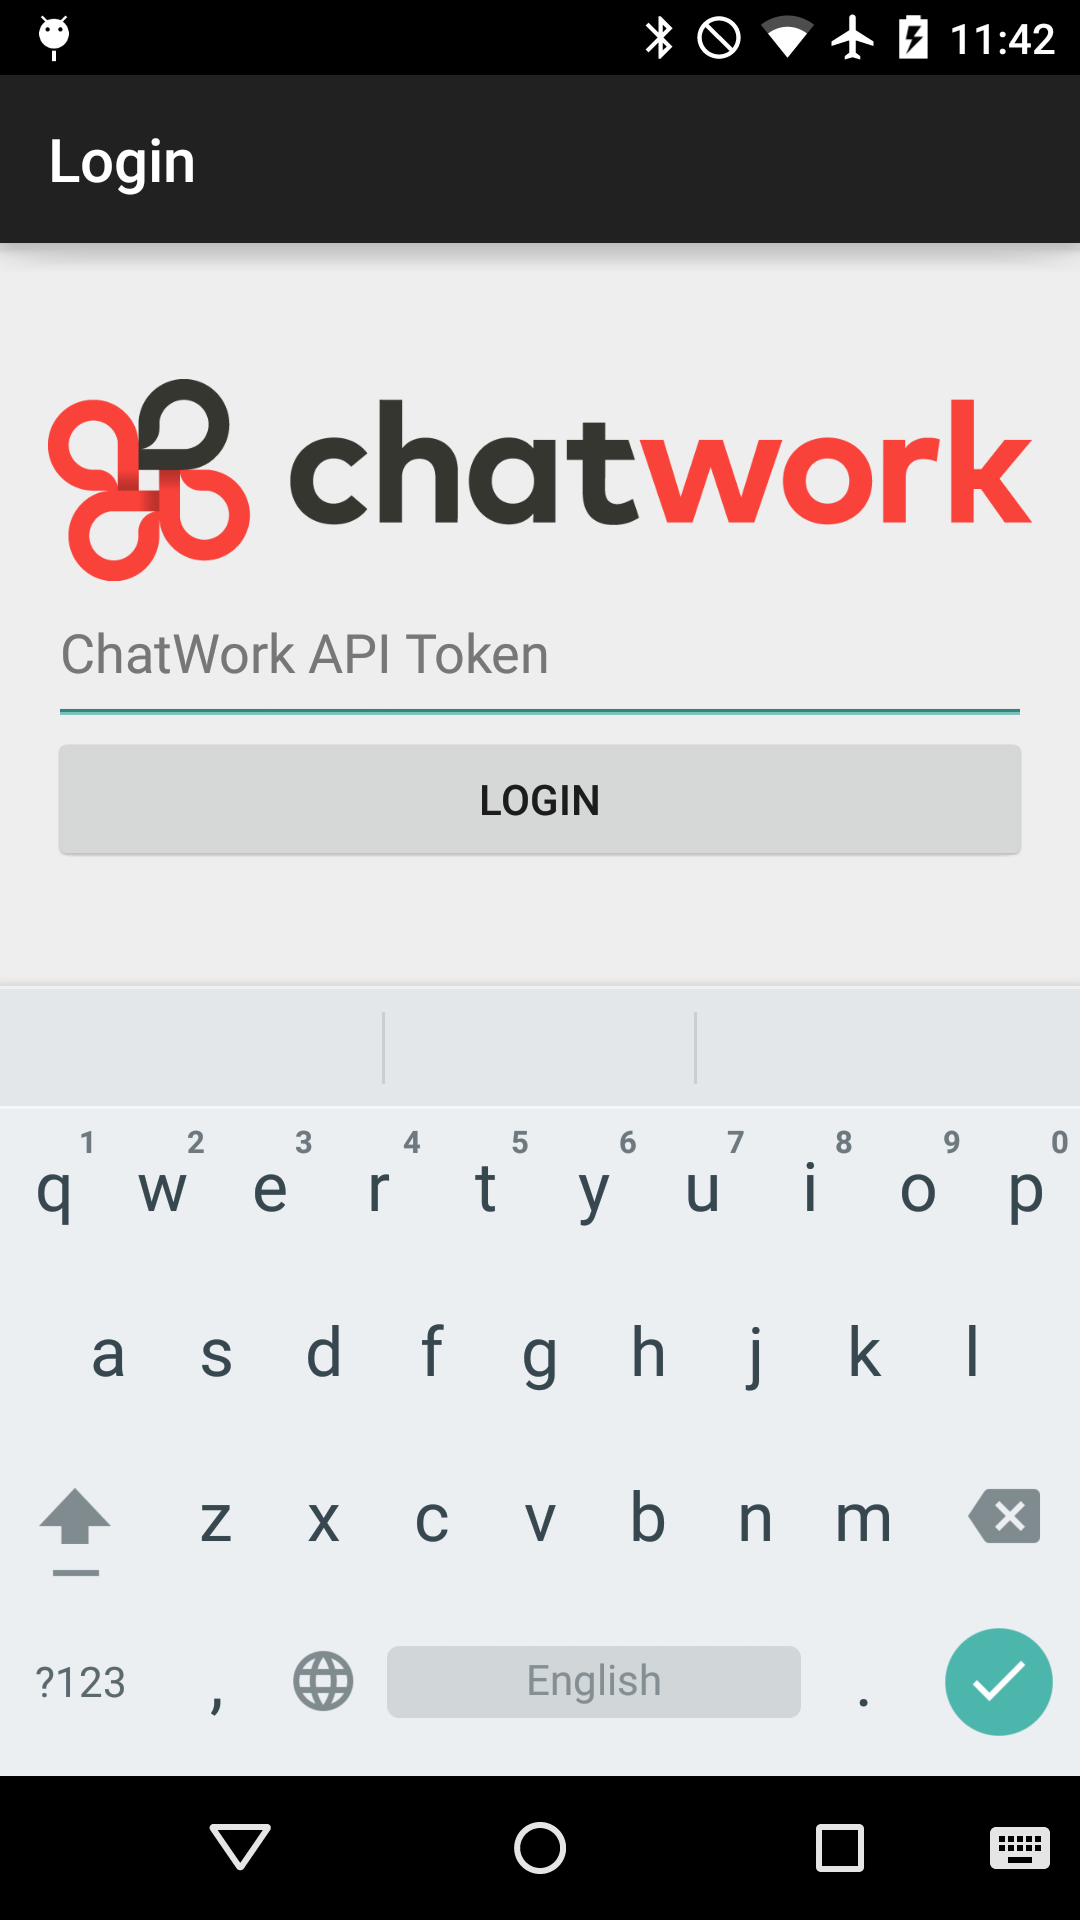 11:42
Login
chatwork
ChatWork API Token
LOGIN
1 2 3 4 5 6 7 8 9 0
q w e r t y u i o p
a s d f g h j k l
z x c v b n m
?123 , English .